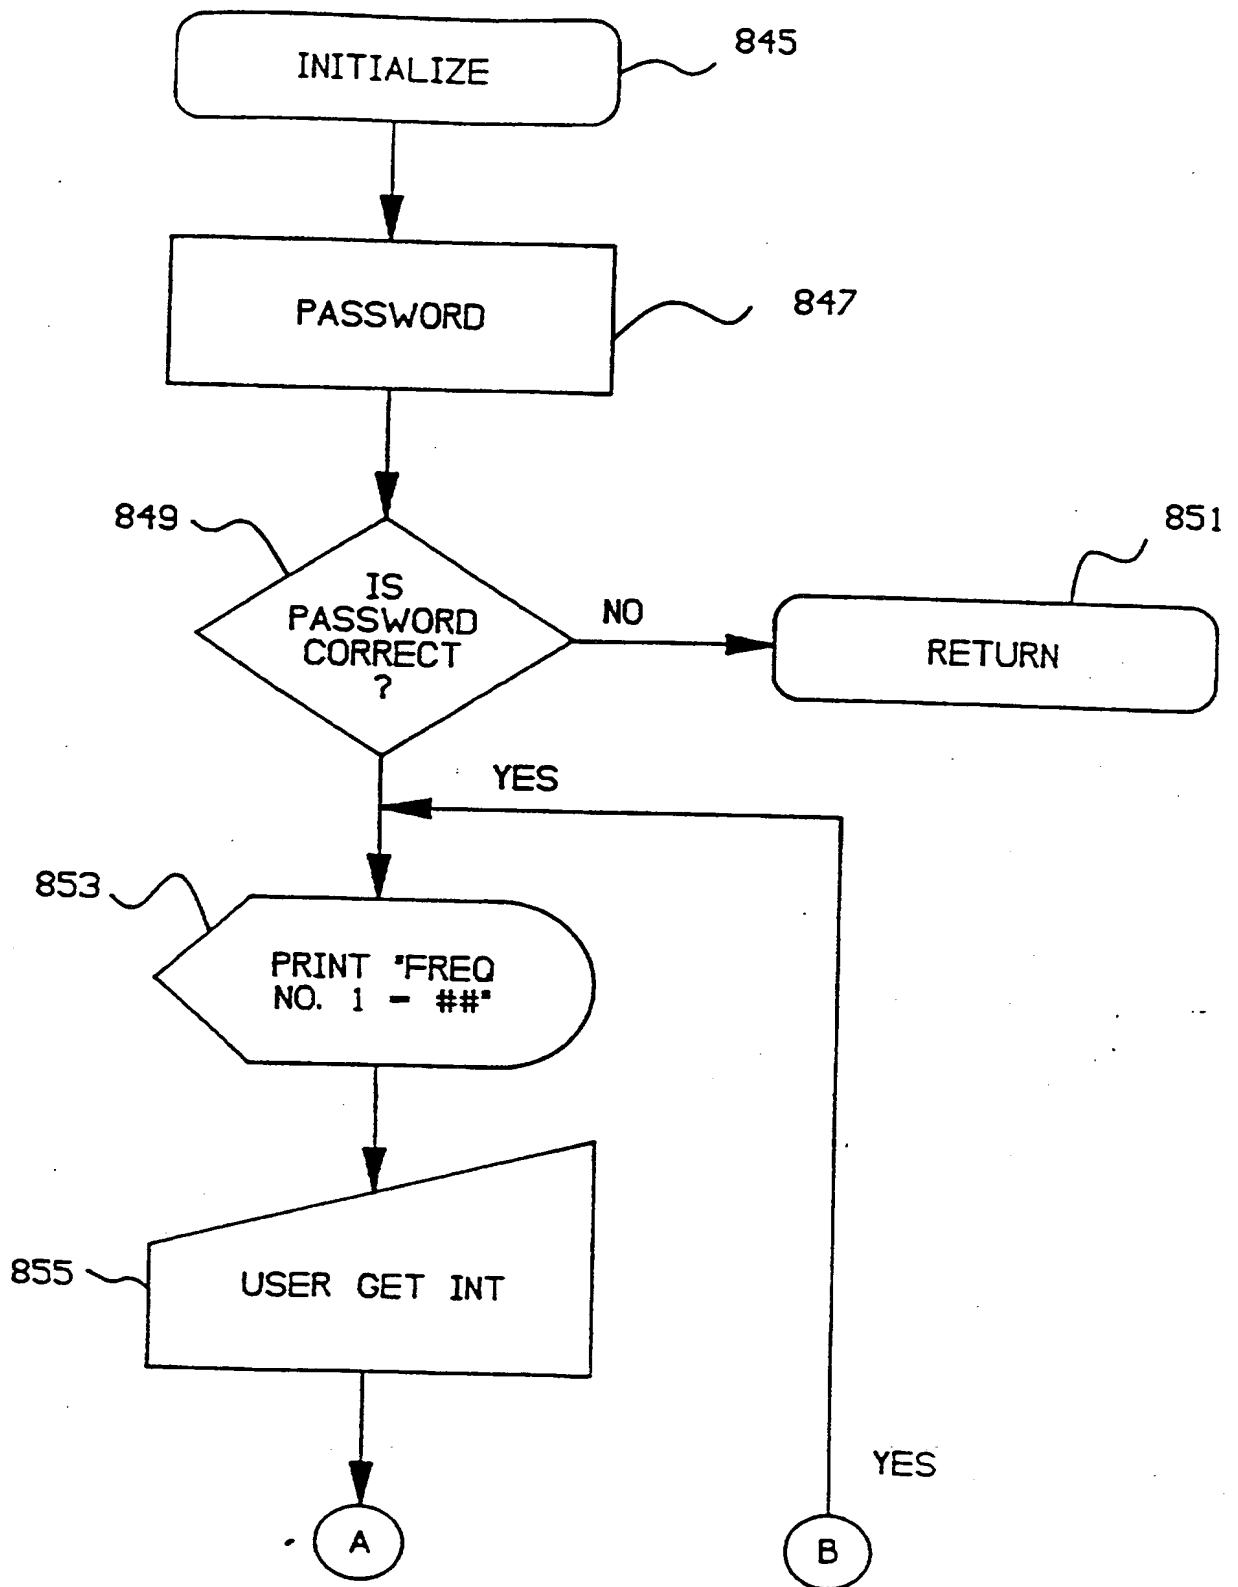 INITIALIZE
845
PASSWORD
847
849
IS
PASSWORD
CORRECT
?
NO
851
RETURN
YES
853
PRINT "FREQ
NO. 1 - ##"
855
USER GET INT
YES
A
B